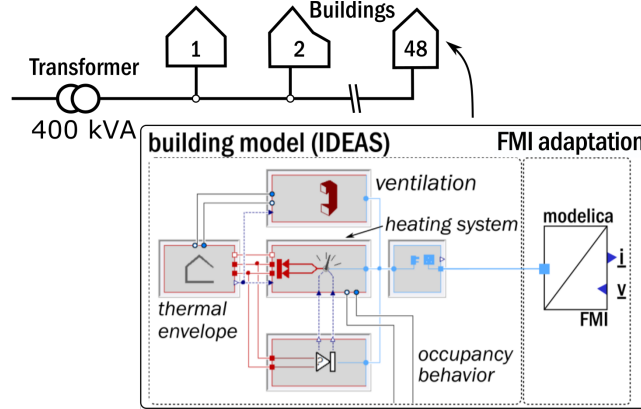 Buildings
1
2
48
Transformer
400 kVA
building model (IDEAS)
FMI adaptation
ventilation
heating system
modelica
i
v
FMI
thermal
envelope
occupancy
behavior